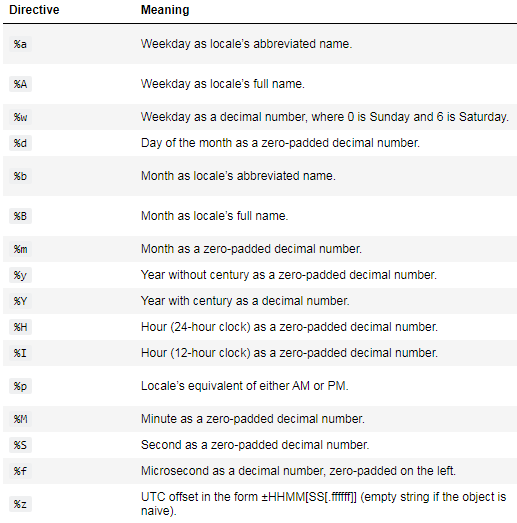 Directive Meaning
%a Weekday as locale's abbreviated name.
%A Weekday as locale's full name.
%w Weekday as a decimal number, where 0 is Sunday and 6 is Saturday.
%d Day of the month as a zero-padded decimal number.
%b Month as locale's abbreviated name.
%B Month as locale's full name.
%m Month as a zero-padded decimal number.
%y Year without century as a zero-padded decimal number.
%Y Year with century as a decimal number.
%H Hour (24-hour clock) as a zero-padded decimal number.
%I Hour (12-hour clock) as a zero-padded decimal number.
%p Locale's equivalent of either AM or PM.
%M Minute as a zero-padded decimal number.
%S Second as a zero-padded decimal number.
%f Microsecond as a decimal number, zero-padded on the left.
%z UTC offset in the form ±HHMM[SS[.ffffff]] (empty string if the object is
naive).